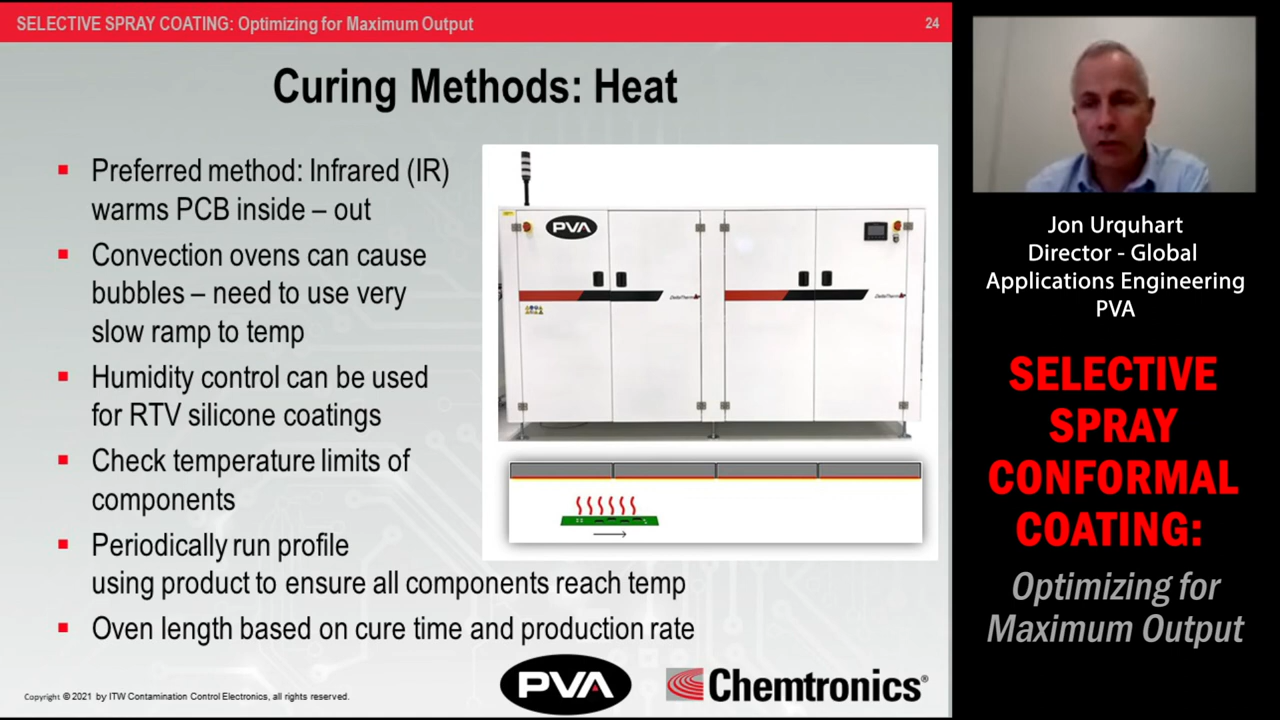 SELECTIVE SPRAY COATING: Optimizing for Maximum Output
24
Curing Methods: Heat
Preferred method: Infrared (IR)
warms PCB inside – out
Convection ovens can cause
bubbles – need to use very
slow ramp to temp
Humidity control can be used
for RTV silicone coatings
Check temperature limits of
components
Periodically run profile
using product to ensure all components reach temp
Oven length based on cure time and production rate
PVA
PVA
Chemtronics®
Copyright © 2021 by ITW Contamination Control Electronics, all rights reserved.
Jon Urquhart
Director - Global
Applications Engineering
PVA
SELECTIVE
SPRAY
CONFORMAL
COATING:
Optimizing for
Maximum Output